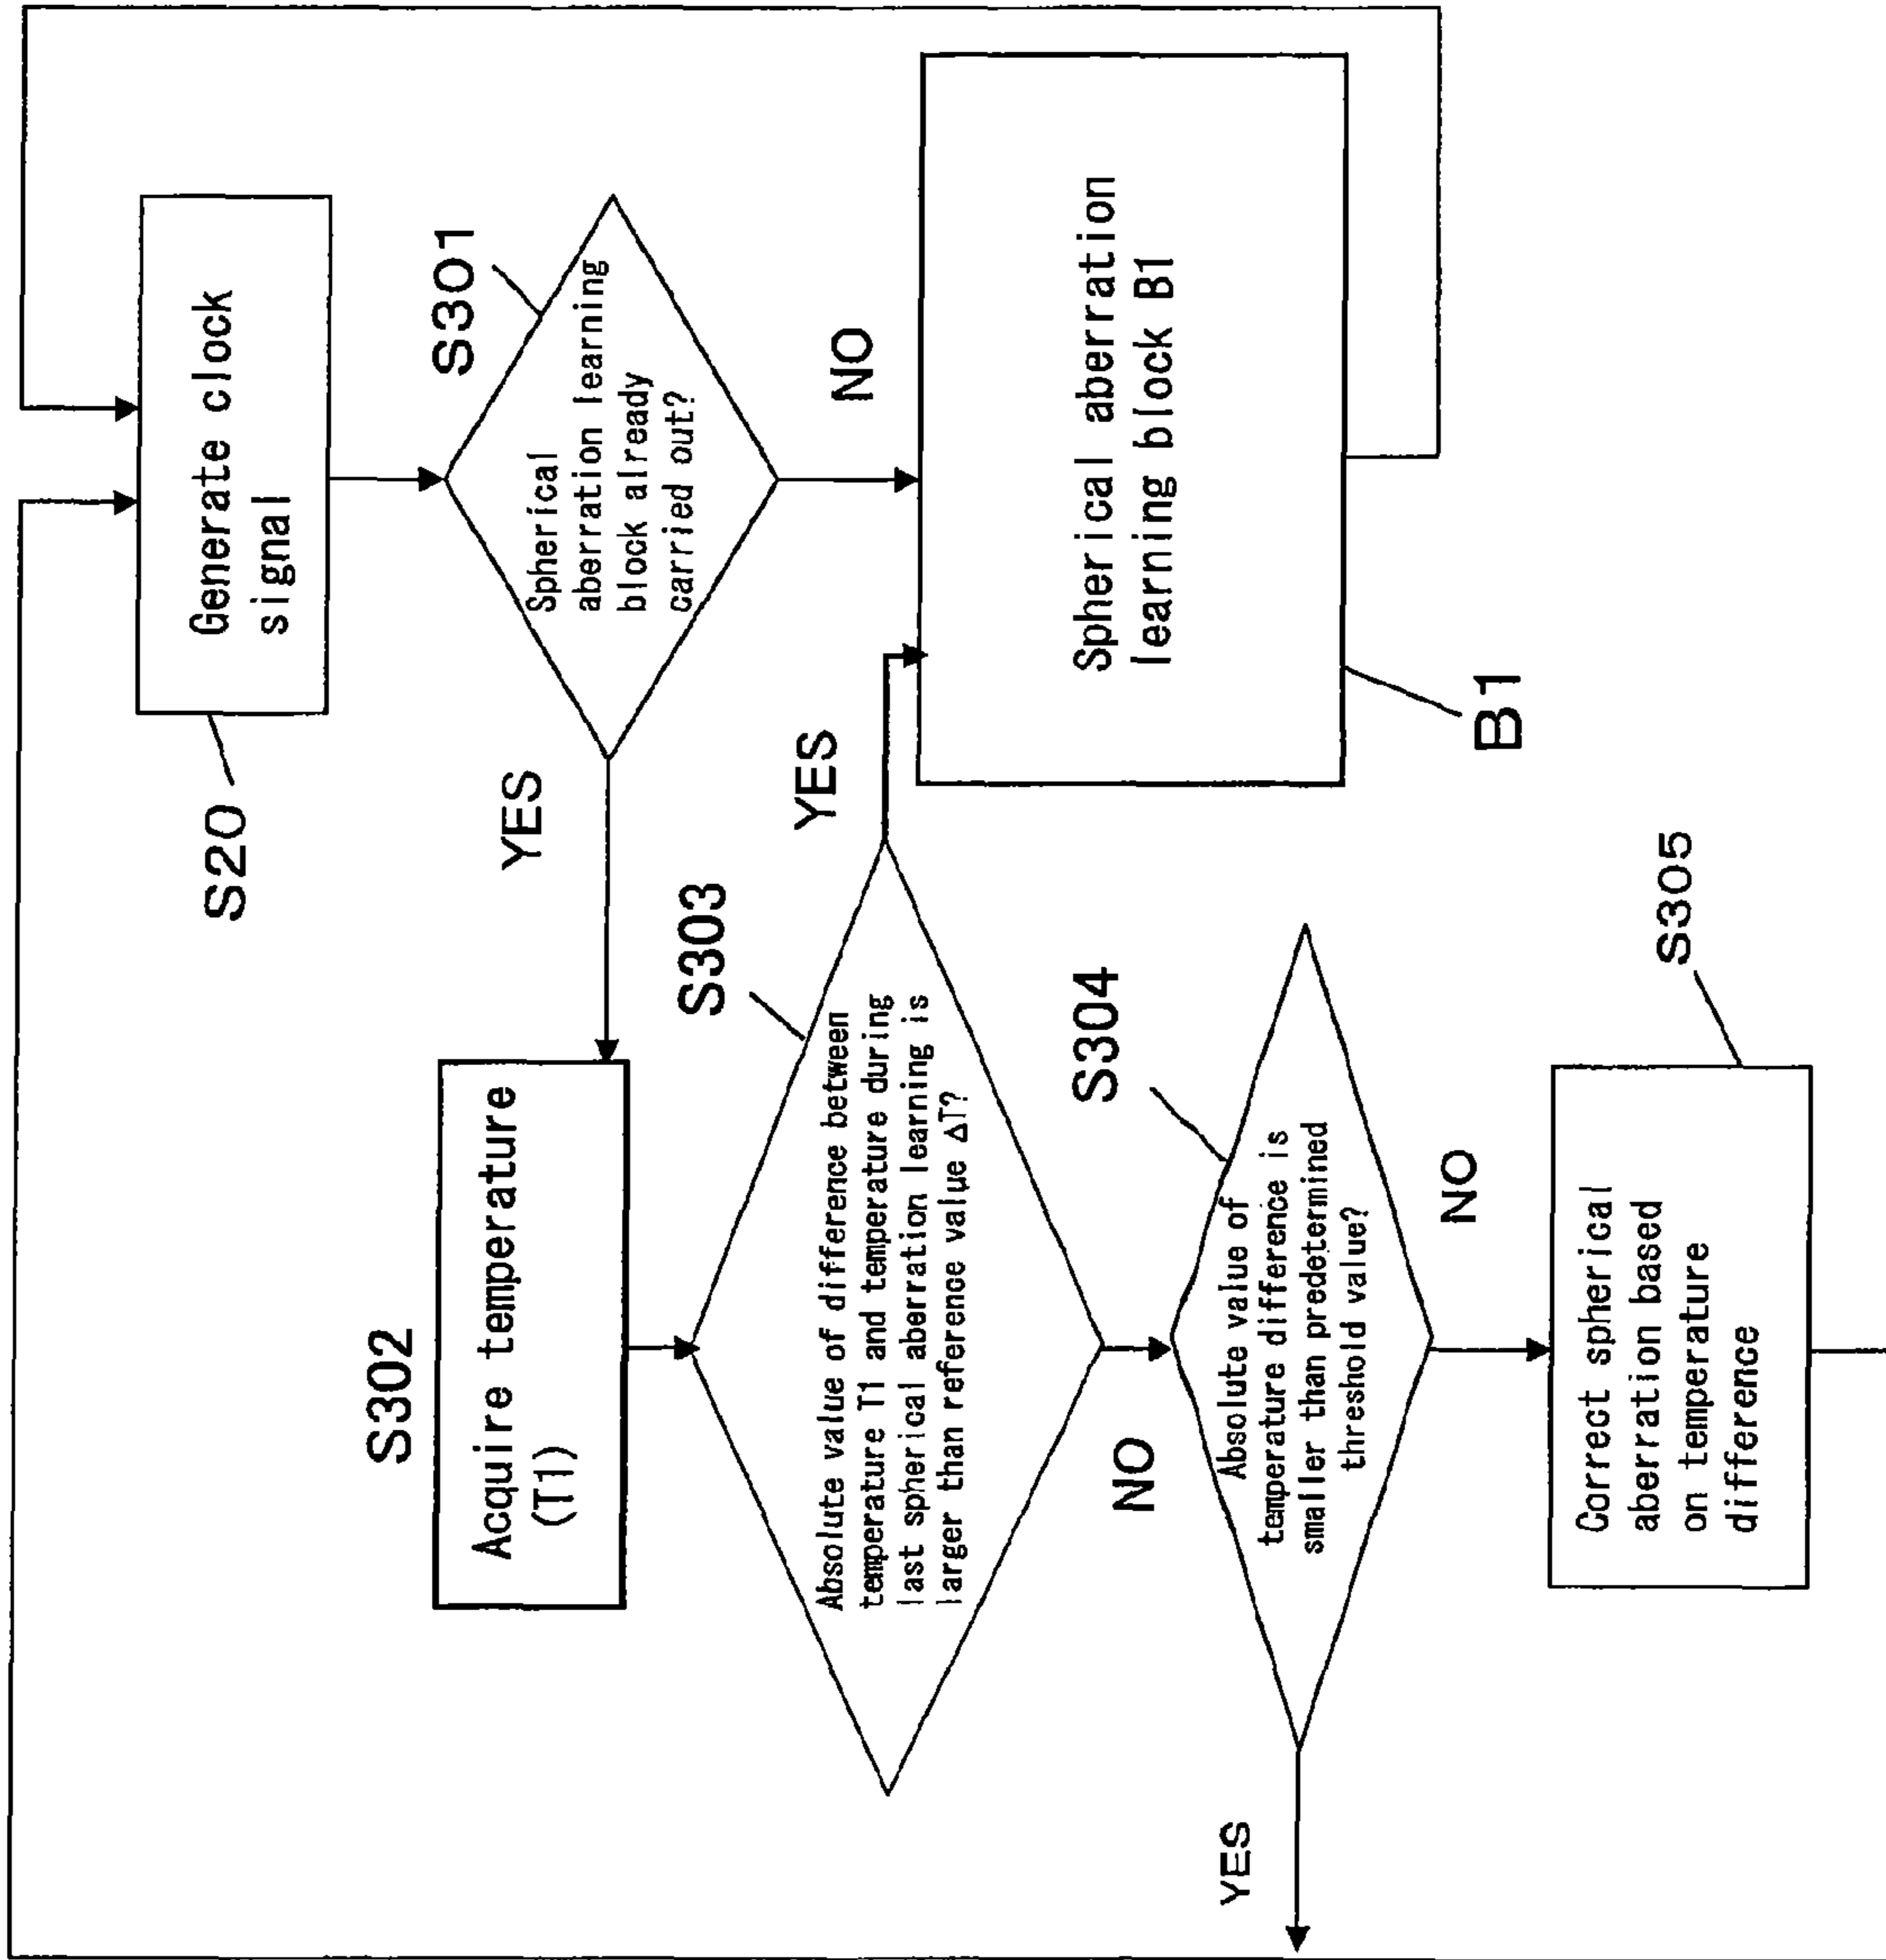 S20
Generate clock
signal
S301
Spherical
aberration learning
block already
carried out?
YES
NO
S302
Acquire temperature
(T1)
S303
Absolute value of difference between
temperature T1 and temperature during
last spherical aberration learning is
larger than reference value ΔT?
YES
NO
Spherical aberration
learning block B1
B1
S304
Absolute value of
temperature difference is
smaller than predetermined
threshold value?
YES
NO
S305
Correct spherical
aberration based
on temperature
difference